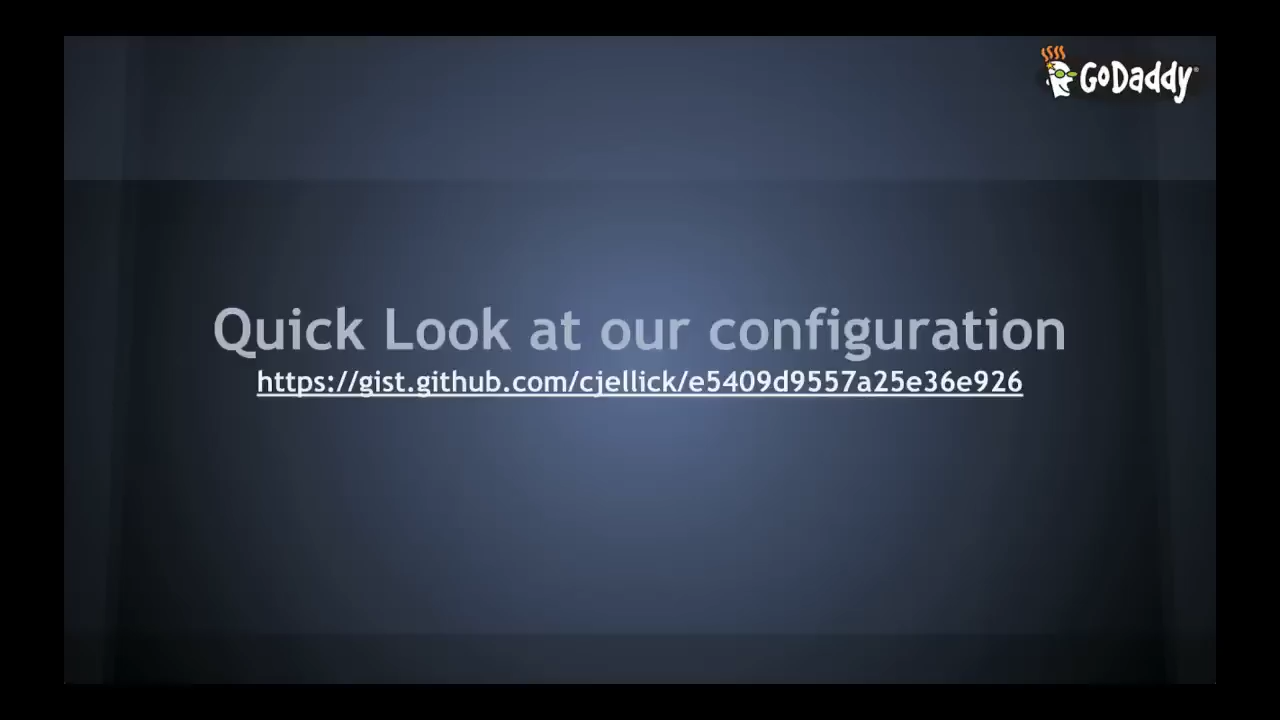 GoDaddy®
Quick Look at our configuration
https://gist.github.com/cjellick/e5409d9557a25e36e926